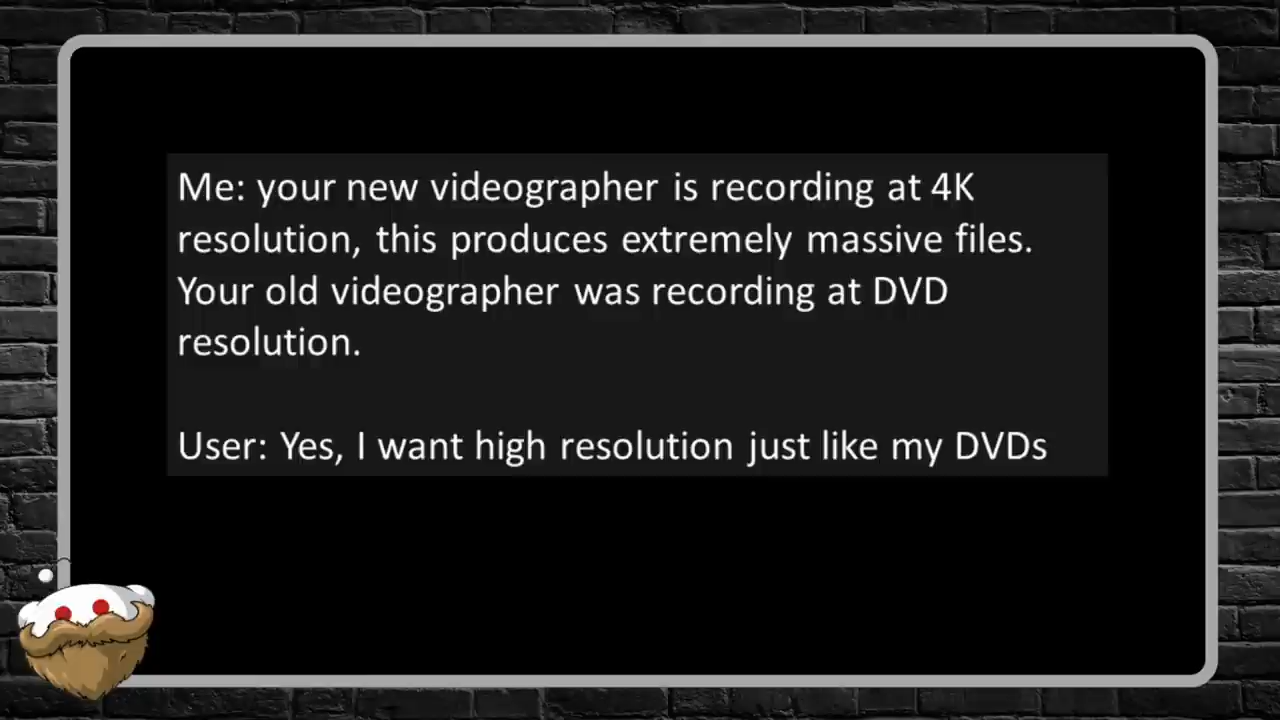 Me: your new videographer is recording at 4K
resolution, this produces extremely massive files.
Your old videographer was recording at DVD
resolution.
User: Yes, I want high resolution just like my DVDs